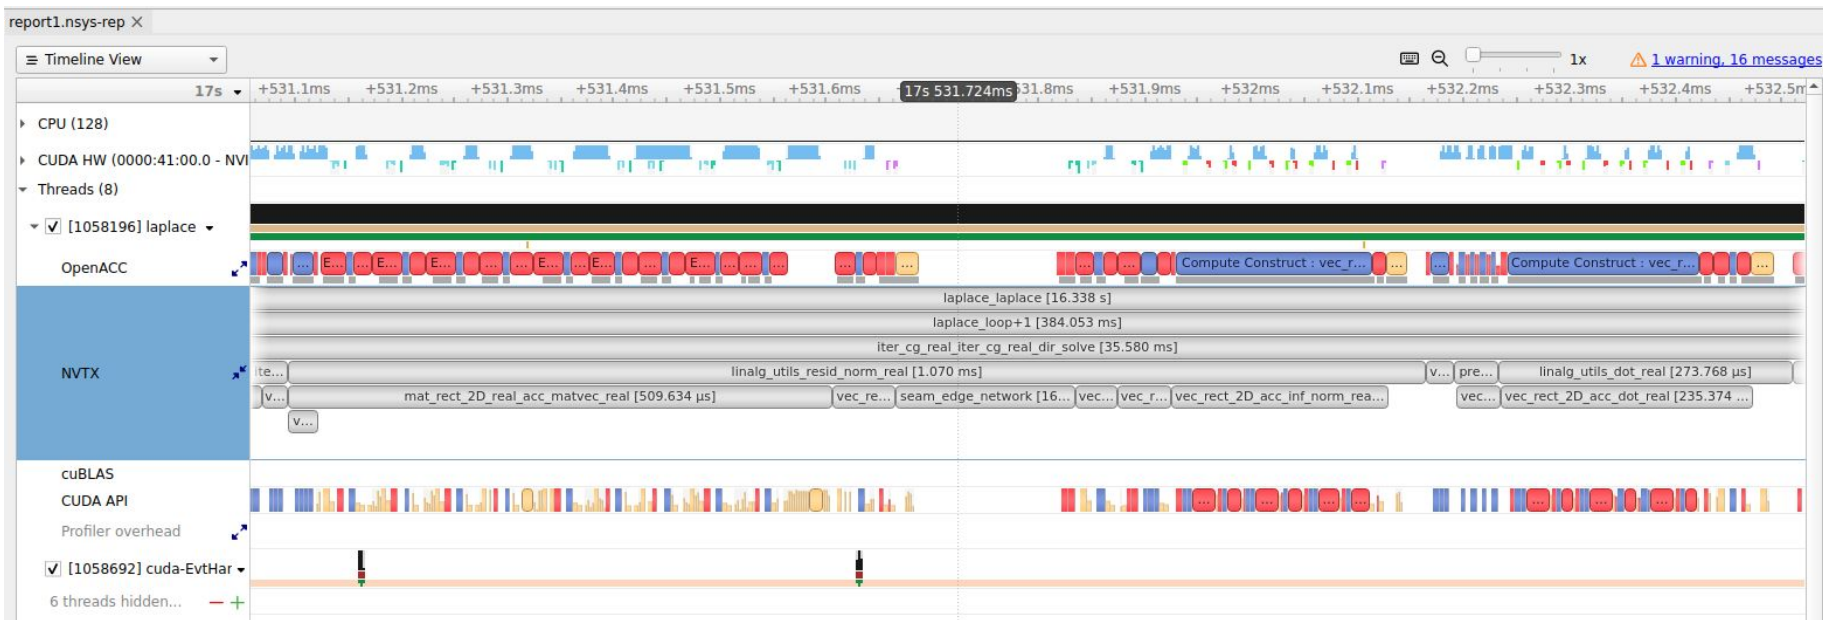 report1.nsys-rep ×
Timeline View 1x 1 warning, 16 messages
17s +531.1ms +531.2ms +531.3ms +531.4ms +531.5ms +531.6ms 17s 531.724ms 531.8ms +531.9ms +532ms +532.1ms +532.2ms +532.3ms +532.4ms +532.5m
CPU (128)
CUDA HW (0000:41:00.0 - NVI
Threads (8)
[1058196] laplace
OpenACC ... E... ... E... E... ... ... E... E... ... ... E... ... ... ... ... ... ... ... Compute Construct : vec_r... ... ... Compute Construct : vec_r... ...
laplace_laplace [16.338 s]
laplace_loop+1 [384.053 ms]
iter_cg_real_iter_cg_real_dir_solve [35.580 ms]
NVTX ite... linalg_utils_resid_norm_real [1.070 ms] v... pre... linalg_utils_dot_real [273.768 µs]
v... mat_rect_2D_real_acc_matvec_real [509.634 µs] vec_re... seam_edge_network [16... vec... vec_r... vec_rect_2D_acc_inf_norm_rea... vec... vec_rect_2D_acc_dot_real [235.374 ...
v...
cuBLAS
CUDA API ... ... ... ... ... ... ...
Profiler overhead
[1058692] cuda-EvtHar
6 threads hidden... − +